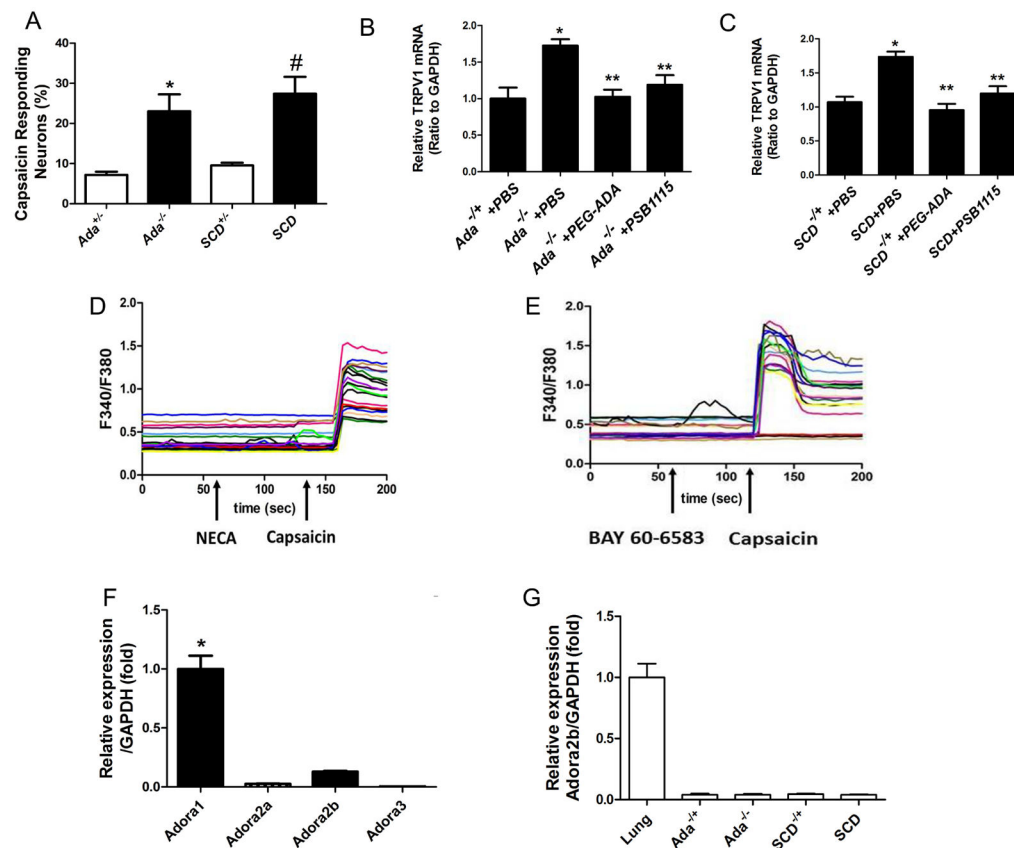 A
Capsaicin Responding
Neurons (%)
40
30
20
10
0
*
#
Ada+/-
Ada-/-
SCD+/-
SCD
B
Relative TRPV1 mRNA
(Ratio to GAPDH)
2.0
1.5
1.0
0.5
0.0
*
**
**
Ada-/+ +PBS
Ada-/- +PBS
Ada-/- +PEG-ADA
Ada-/- +PSB1115
C
Relative TRPV1 mRNA
(Ratio to GAPDH)
2.0
1.5
1.0
0.5
0.0
*
**
**
SCD-/+ +PBS
SCD+PBS
SCD-/+ +PEG-ADA
SCD+PSB1115
D
F340/F380
2.0
1.5
1.0
0.5
0.0
0
50
100
150
200
time (sec)
NECA
Capsaicin
E
F340/F380
2.0
1.5
1.0
0.5
0.0
0
50
100
150
200
time (sec)
BAY 60-6583
Capsaicin
F
Relative expression
/GAPDH (fold)
1.5
1.0
0.5
0.0
*
Adora1
Adora2a
Adora2b
Adora3
G
Relative expression
Adora2b/GAPDH (fold)
1.5
1.0
0.5
0.0
Lung
Ada-/+
Ada-/-
SCD-/+
SCD